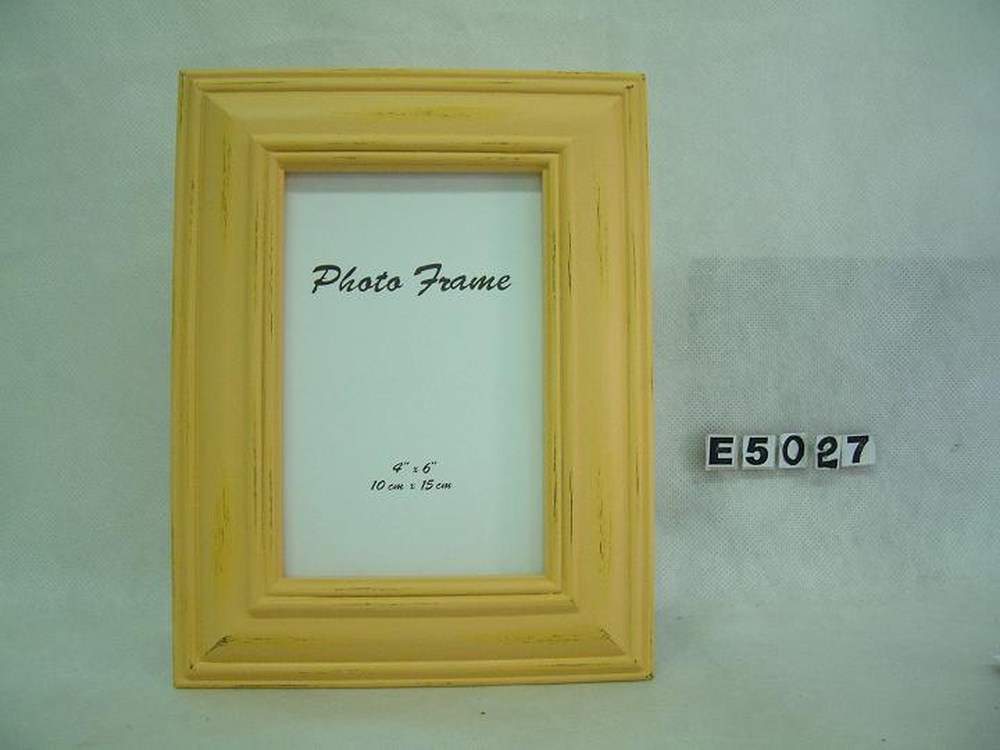 Photo Frame
4" x 6"
10 cm x 15 cm
E5027